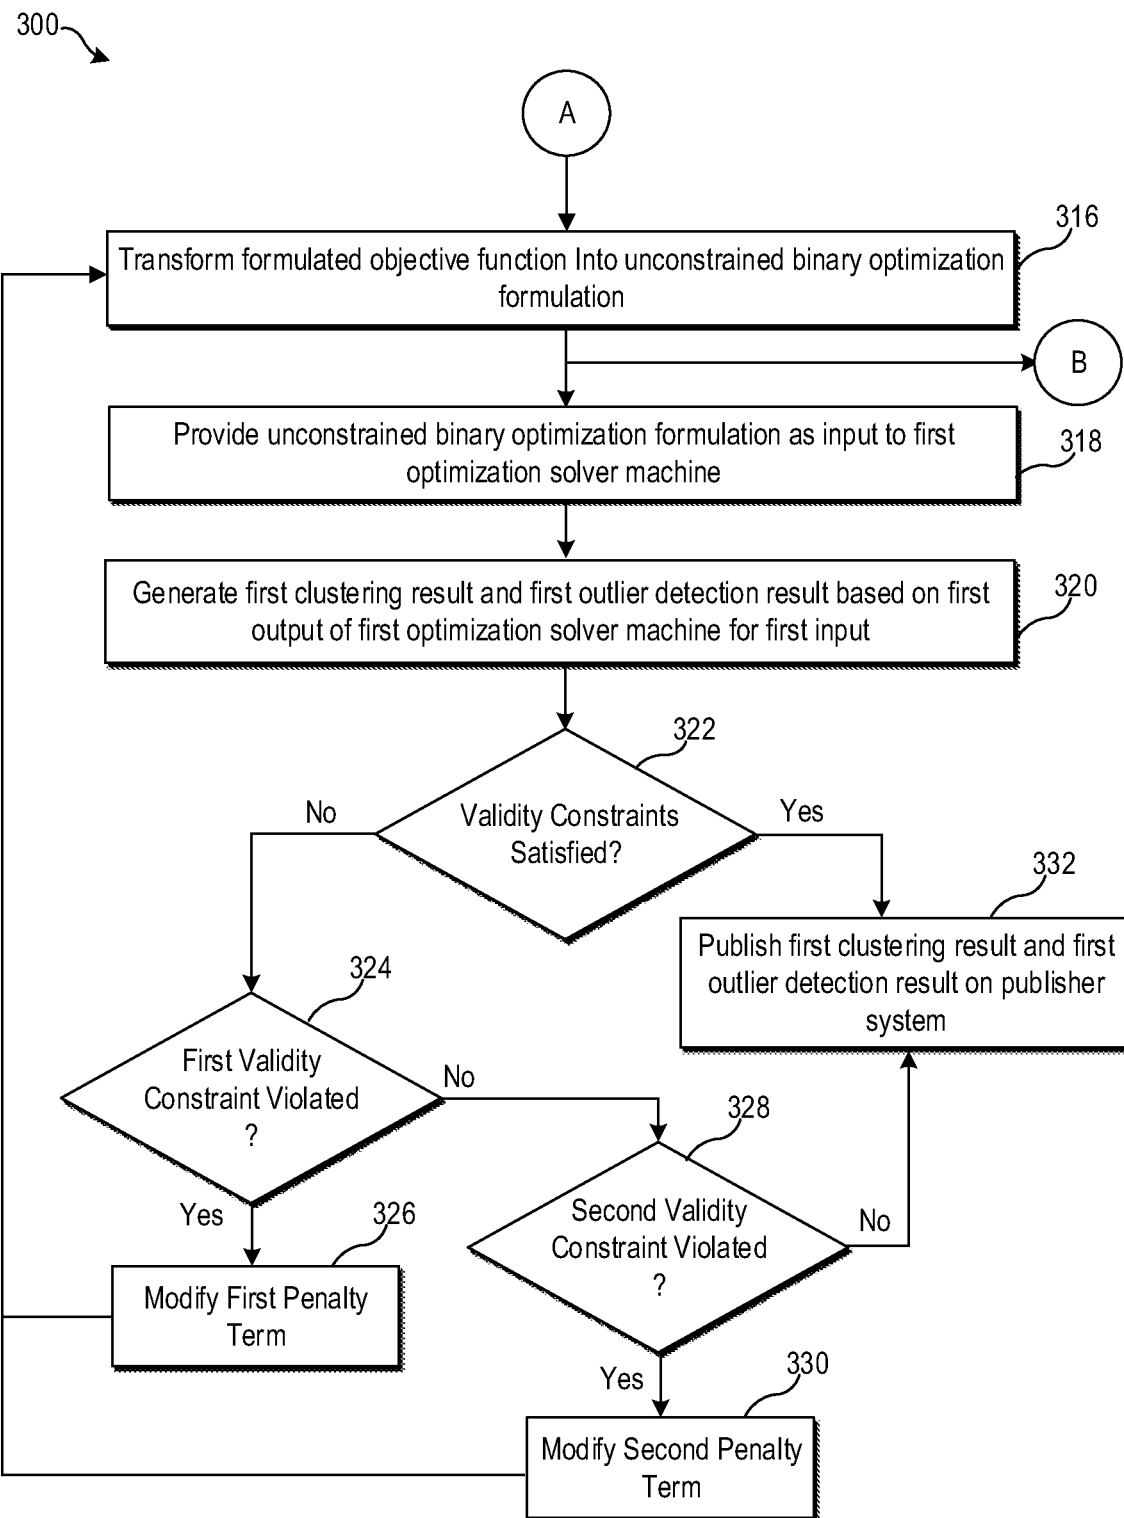 300
A
316
Transform formulated objective function Into unconstrained binary optimization
formulation
B
318
Provide unconstrained binary optimization formulation as input to first
optimization solver machine
320
Generate first clustering result and first outlier detection result based on first
output of first optimization solver machine for first input
322
Validity Constraints
Satisfied?
No
Yes
332
Publish first clustering result and first
outlier detection result on publisher
system
324
First Validity
Constraint Violated
?
No
Yes
328
Second Validity
Constraint Violated
?
No
Yes
326
Modify First Penalty
Term
330
Modify Second Penalty
Term